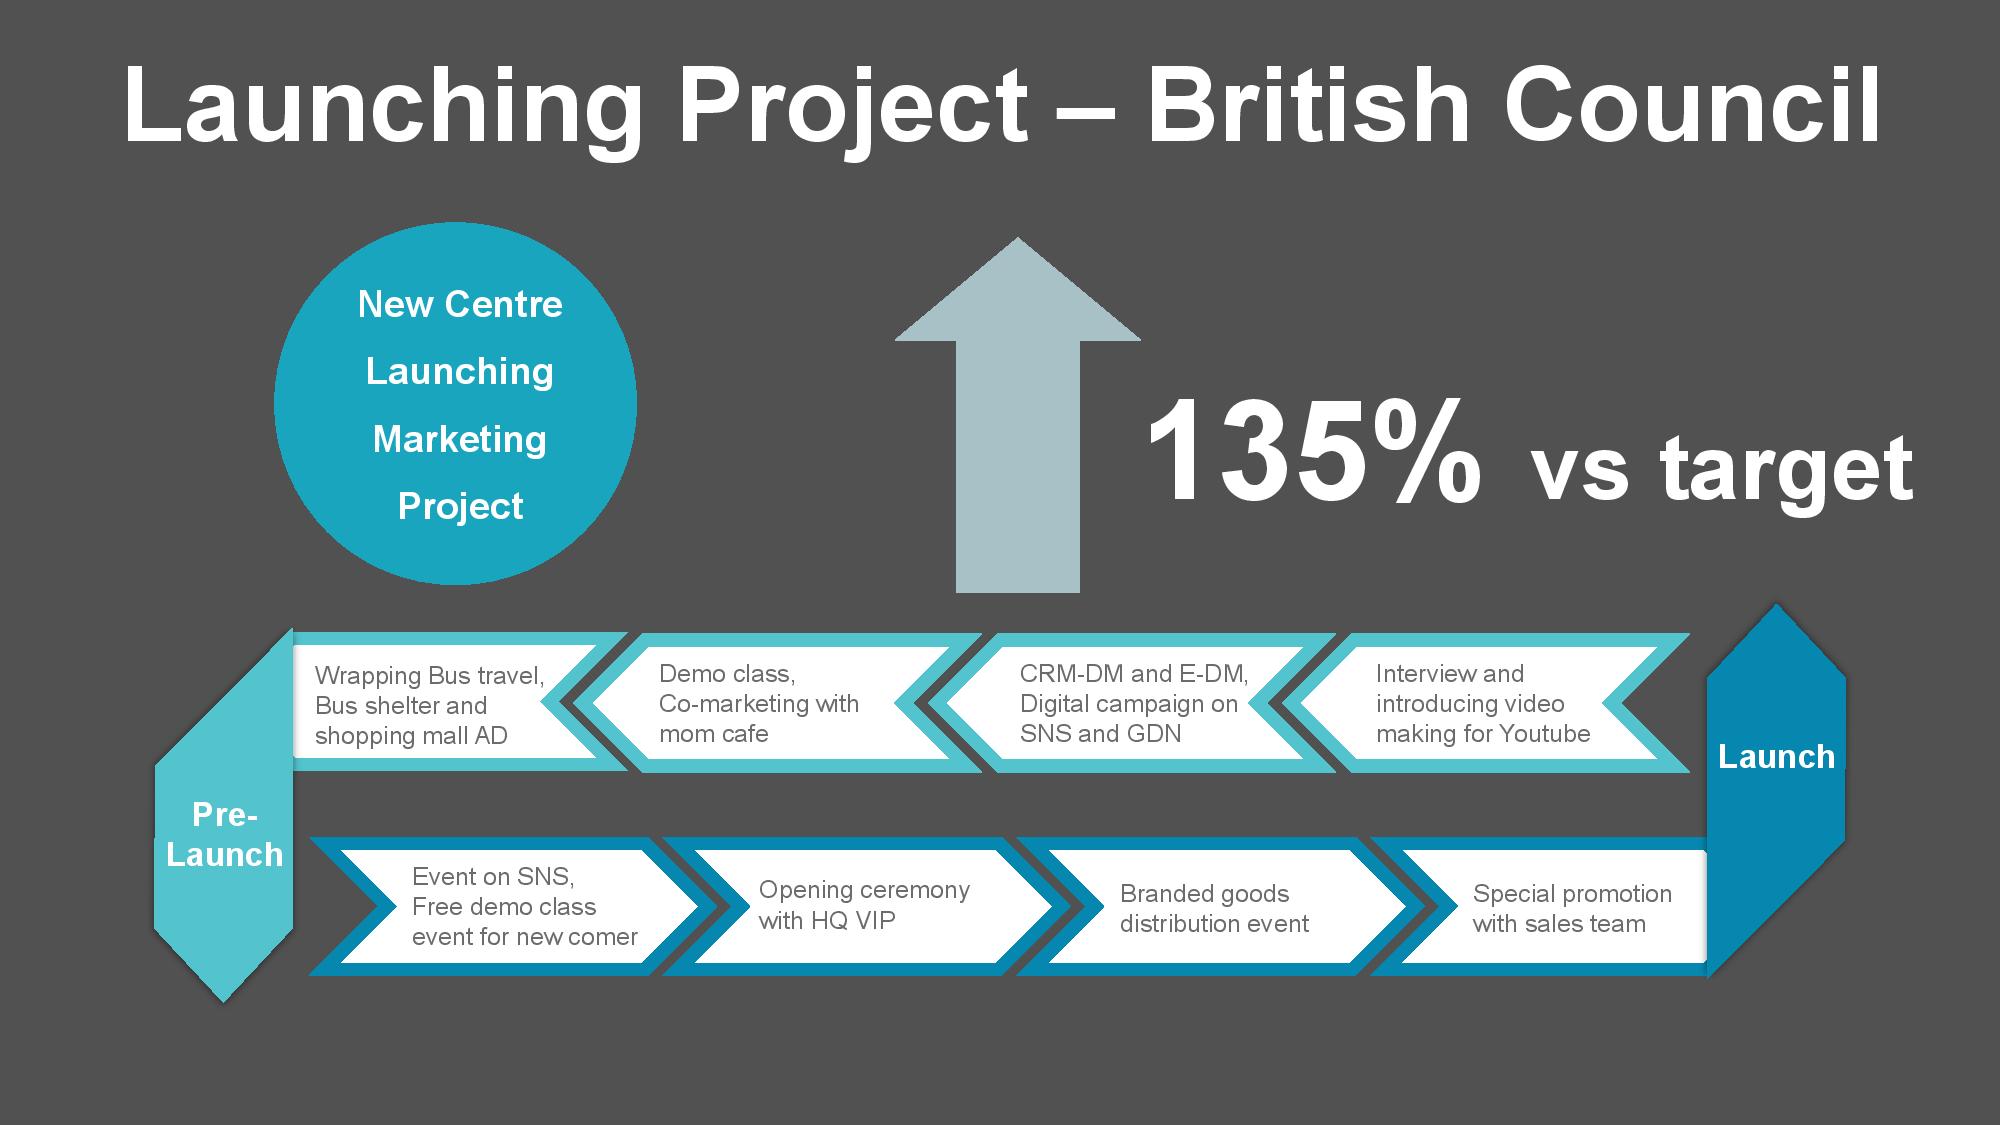 Launching Project – British Council
New Centre
Launching
Marketing
Project
135% vs target
Wrapping Bus travel,
Bus shelter and
shopping mall AD
Demo class,
Co-marketing with
mom cafe
CRM-DM and E-DM,
Digital campaign on
SNS and GDN
Interview and
introducing video
making for Youtube
Launch
Pre-
Launch
Event on SNS,
Free demo class
event for new comer
Opening ceremony
with HQ VIP
Branded goods
distribution event
Special promotion
with sales team